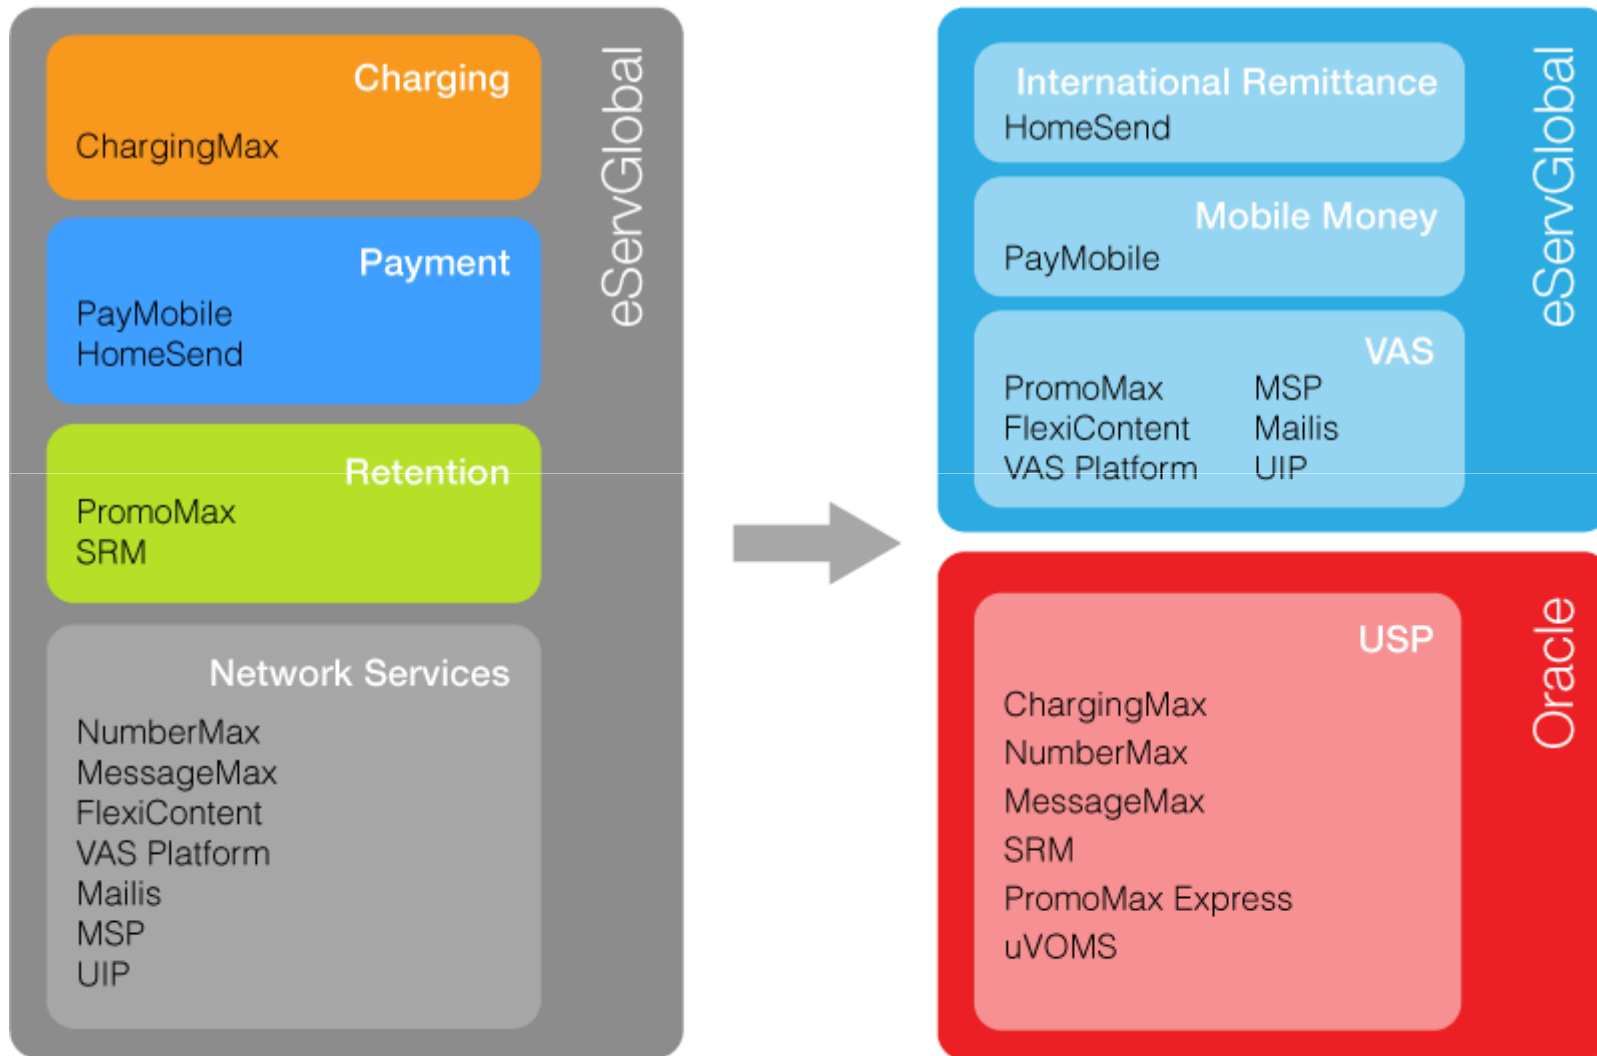 eServGlobal
Charging
ChargingMax
Payment
PayMobile
HomeSend
Retention
PromoMax
SRM
Network Services
NumberMax
MessageMax
FlexiContent
VAS Platform
Mailis
MSP
UIP
eServGlobal
International Remittance
HomeSend
Mobile Money
PayMobile
VAS
PromoMax MSP
FlexiContent Mailis
VAS Platform UIP
Oracle
USP
ChargingMax
NumberMax
MessageMax
SRM
PromoMax Express
uVOMS